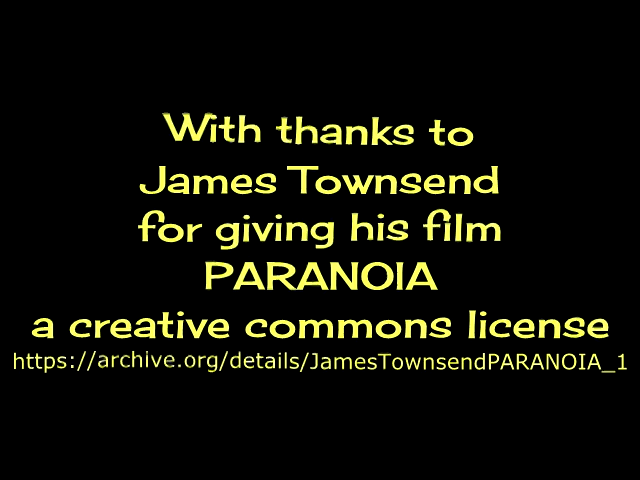 With thanks to
James Townsend
for giving his film
PARANOIA
a creative commons license
https://archive.org/details/JamesTownsendPARANOIA_1